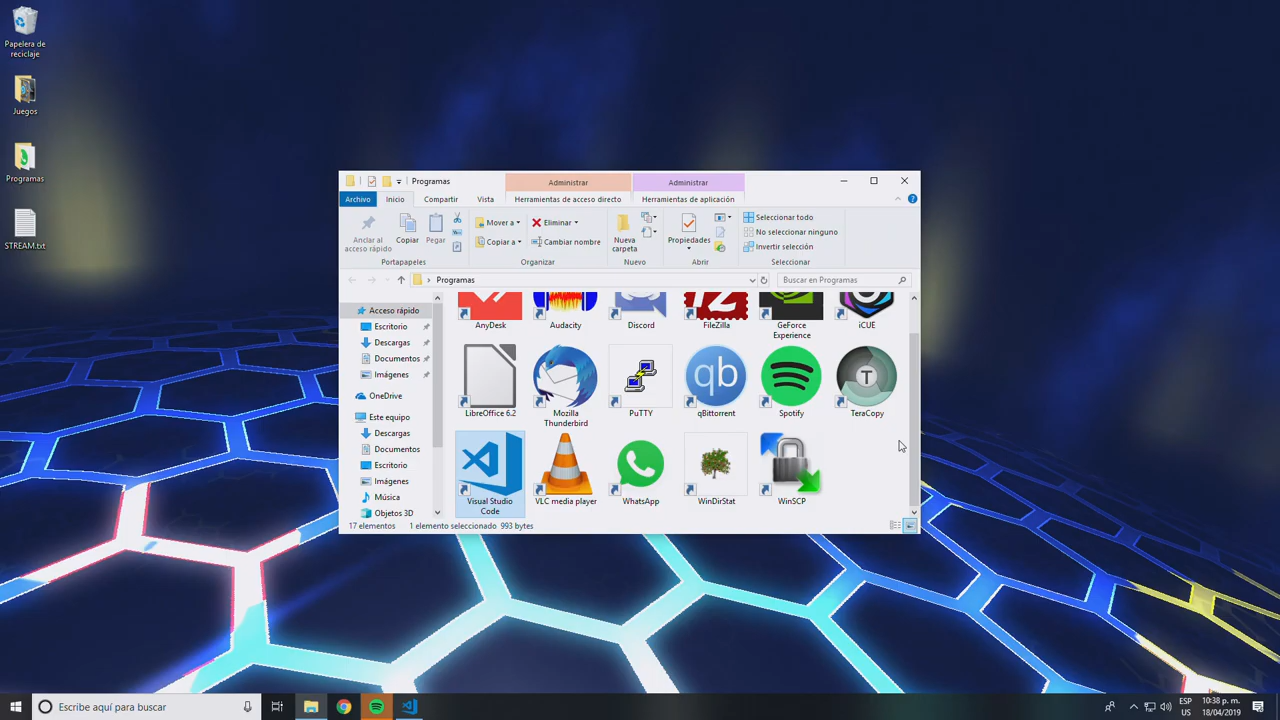 Papelera de
reciclaje
Juegos
Programas
STREAM.txt
Programas
Administrar
Administrar
Archivo
Inicio
Compartir
Vista
Herramientas de acceso directo
Herramientas de aplicación
Anclar al
acceso rápido
Copiar
Pegar
Portapapeles
Mover a
Copiar a
Eliminar
Cambiar nombre
Organizar
Nueva
carpeta
Nuevo
Propiedades
Abrir
Seleccionar todo
No seleccionar ninguno
Invertir selección
Seleccionar
Programas
Buscar en Programas
Acceso rápido
Escritorio
Descargas
Documentos
Imágenes
OneDrive
Este equipo
Descargas
Documentos
Escritorio
Imágenes
Música
Objetos 3D
AnyDesk
Audacity
Discord
FileZilla
GeForce
Experience
iCUE
LibreOffice 6.2
Mozilla
Thunderbird
PuTTY
qb
qBittorrent
Spotify
T
TeraCopy
Visual Studio
Code
VLC media player
WhatsApp
WinDirStat
WinSCP
17 elementos
1 elemento seleccionado 993 bytes
Escribe aquí para buscar
ESP
US
10:38 p. m.
18/04/2019